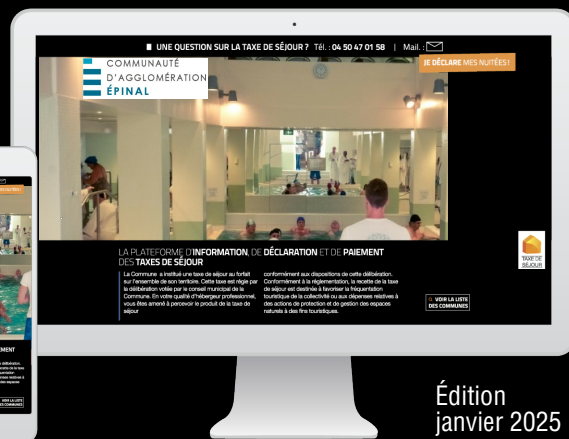 UNE QUESTION SUR LA TAXE DE SÉJOUR ? Tél. : 04 50 47 01 58 | Mail. :
COMMUNAUTÉ
D'AGGLOMÉRATION
ÉPINAL
JE DÉCLARE MES NUITÉES !
LA PLATEFORME D'INFORMATION, DE DÉCLARATION ET DE PAIEMENT
DES TAXES DE SÉJOUR
La Commune a institué une taxe de séjour au forfait
sur l'ensemble de son territoire. Cette taxe est régie par
la délibération votée par le conseil municipal de la
Commune. En votre qualité d'hébergeur professionnel,
vous êtes amené à percevoir le produit de la taxe de
séjour
conformément aux dispositions de cette délibération.
Conformément à la réglementation, la recette de la taxe
de séjour est destinée à favoriser la fréquentation
touristique de la collectivité ou aux dépenses relatives à
des actions de protection et de gestion des espaces
naturels à des fins touristiques.
TAXE DE
SÉJOUR
VOIR LA LISTE
DES COMMUNES
EMENT
VOIR LA LISTE
DES COMMUNES
Édition
janvier 2025